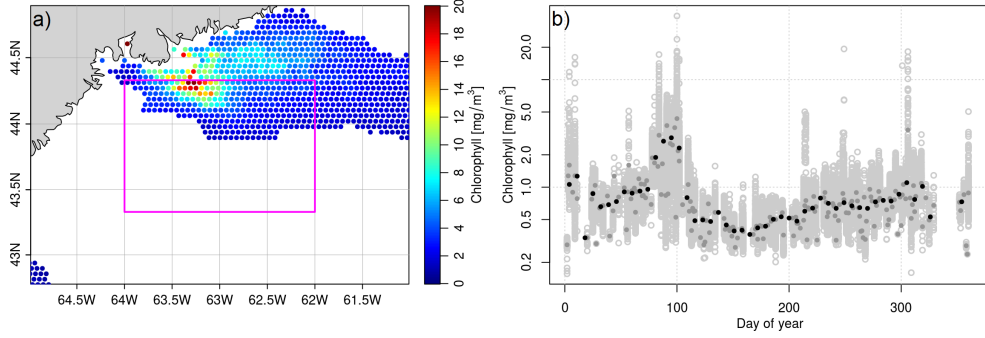 a)
44.5N
44N
43.5N
43N
64.5W 64W 63.5W 63W 62.5W 62W 61.5W
20
18
16
14
12
10
8
6
4
2
0
Chlorophyll [mg/m³]
b)
Chlorophyll [mg/m³]
20.0
5.0
2.0
1.0
0.5
0.2
0 100 200 300
Day of year